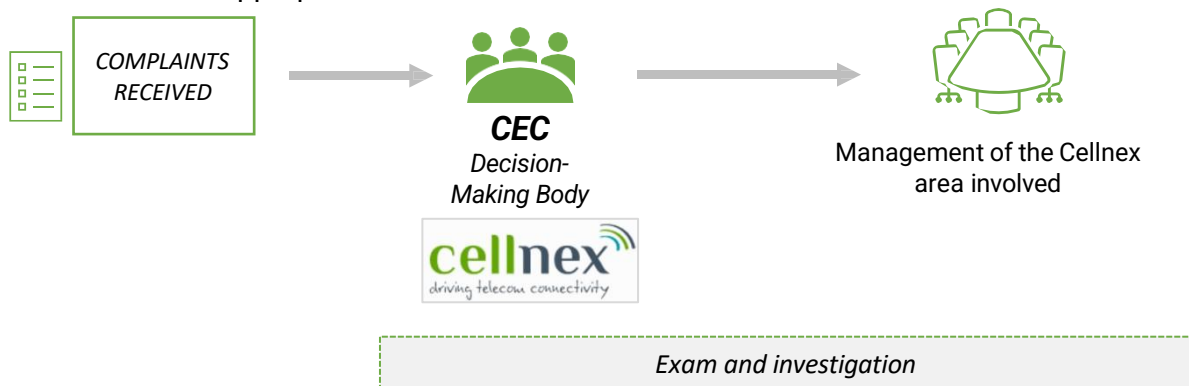 COMPLAINTS
RECEIVED
CEC
Decision-
Making Body
cellnex
driving telecom connectivity
Management of the Cellnex
area involved
Exam and investigation